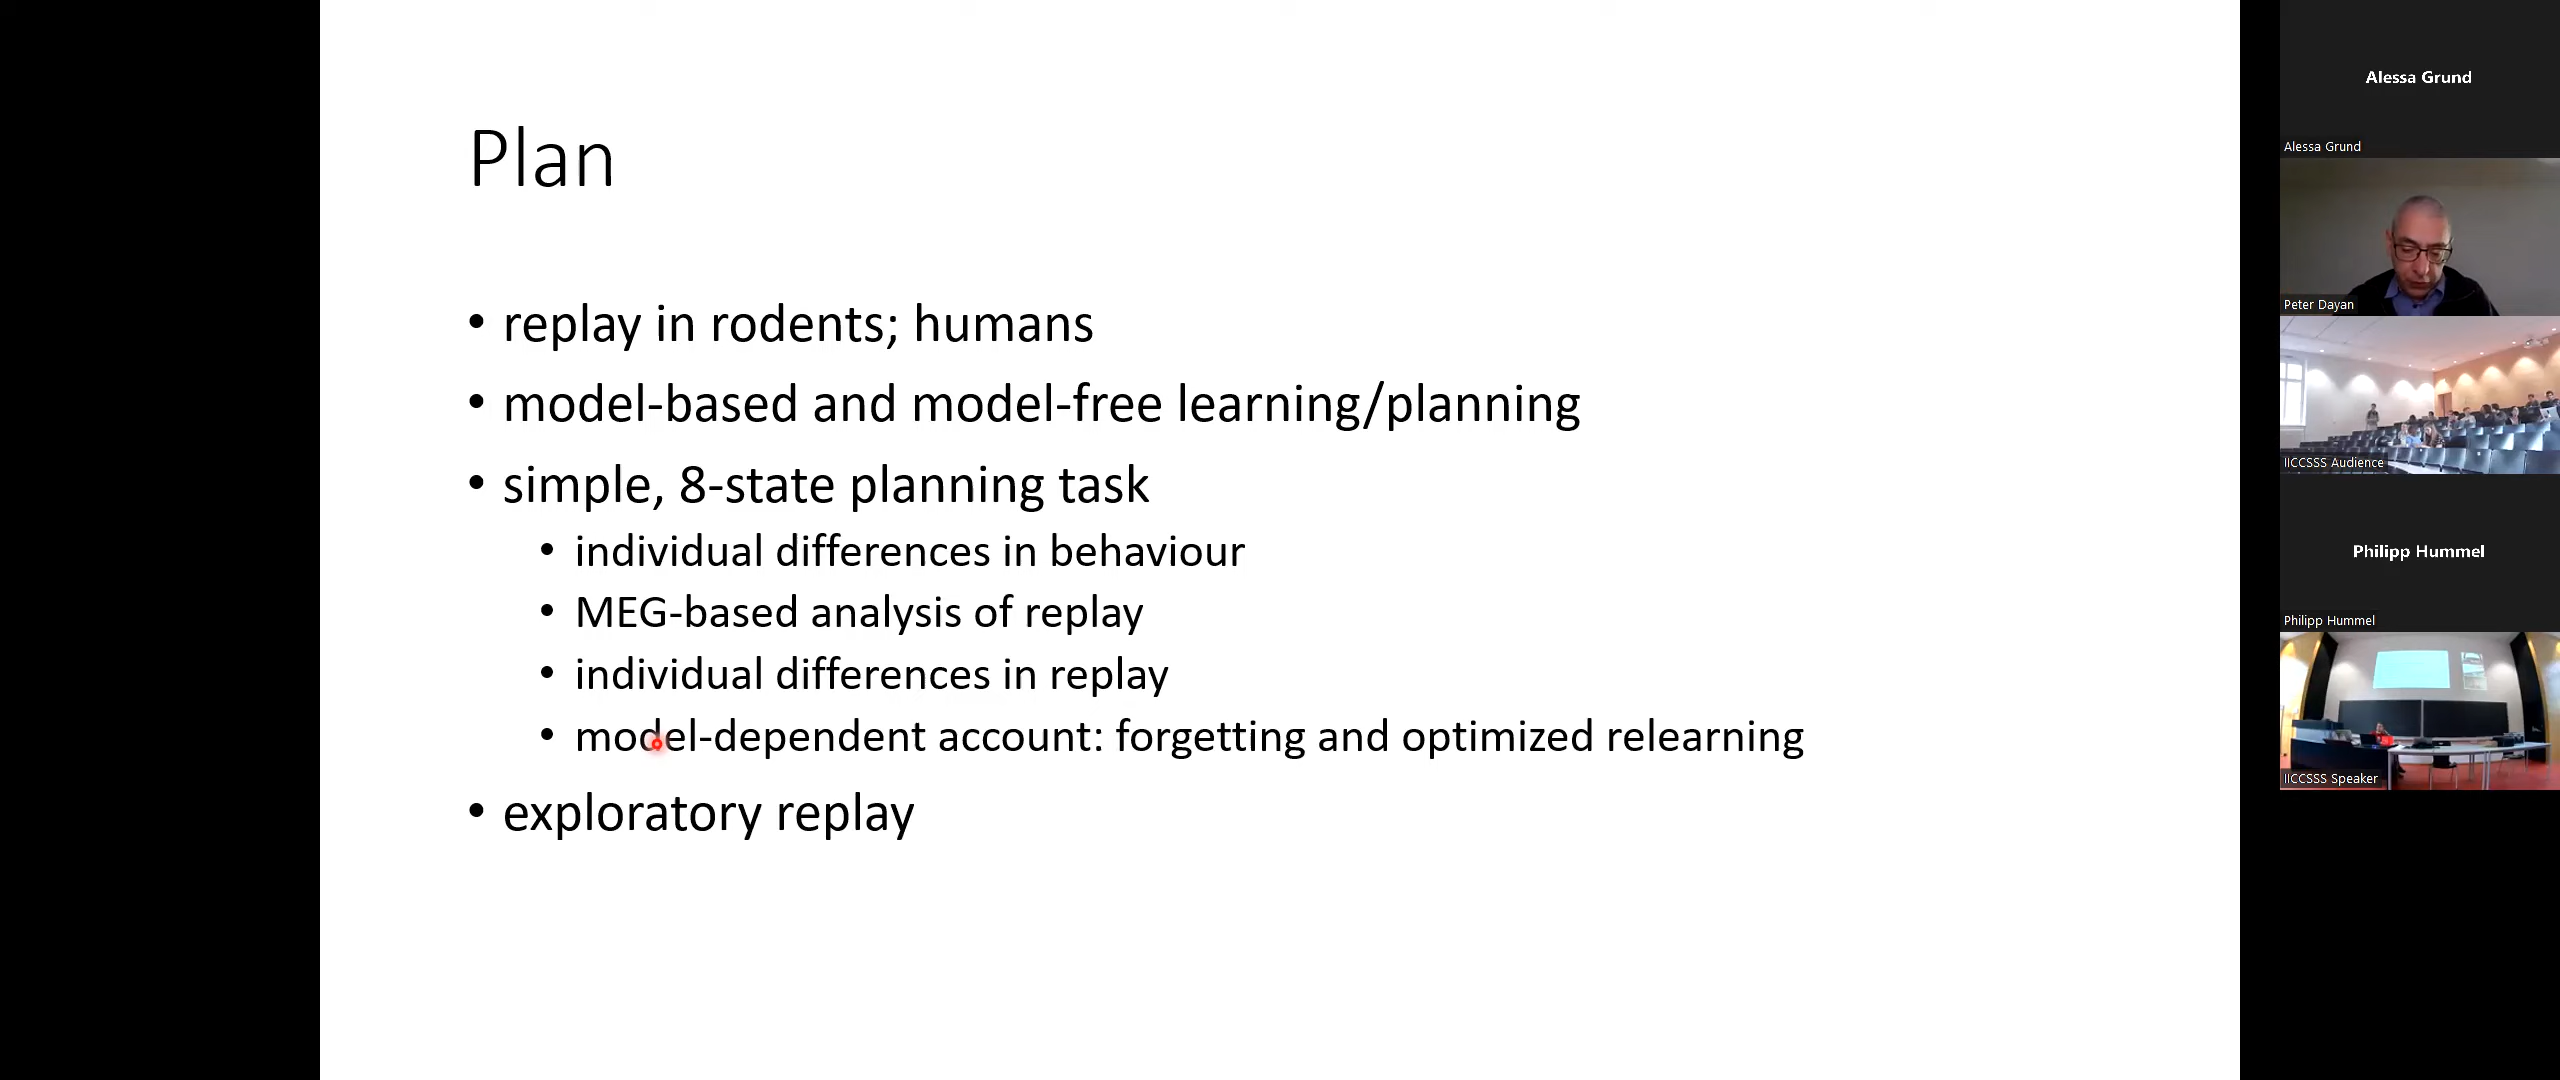 Plan
• replay in rodents; humans
• model-based and model-free learning/planning
• simple, 8-state planning task
• individual differences in behaviour
• MEG-based analysis of replay
• individual differences in replay
• model-dependent account: forgetting and optimized relearning
• exploratory replay
Alessa Grund
Alessa Grund
Peter Dayan
IICCSSS Audience
Philipp Hummel
Philipp Hummel
IICCSSS Speaker